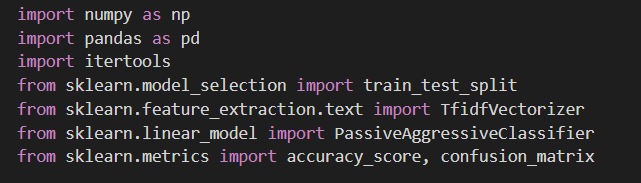 import numpy as np
import pandas as pd
import itertools
from sklearn.model_selection import train_test_split
from sklearn.feature_extraction.text import TfidfVectorizer
from sklearn.linear_model import PassiveAggressiveClassifier
from sklearn.metrics import accuracy_score, confusion_matrix